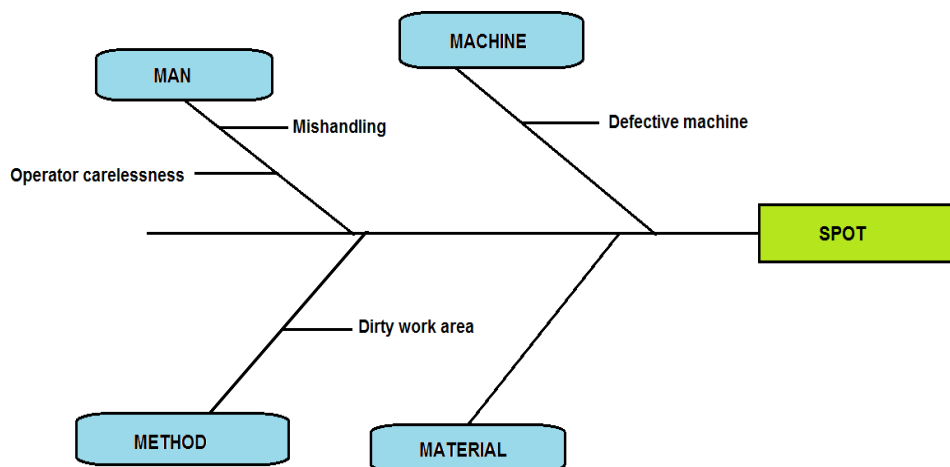 MACHINE
MAN
Mishandling
Defective machine
Operator carelessness
SPOT
Dirty work area
METHOD
MATERIAL